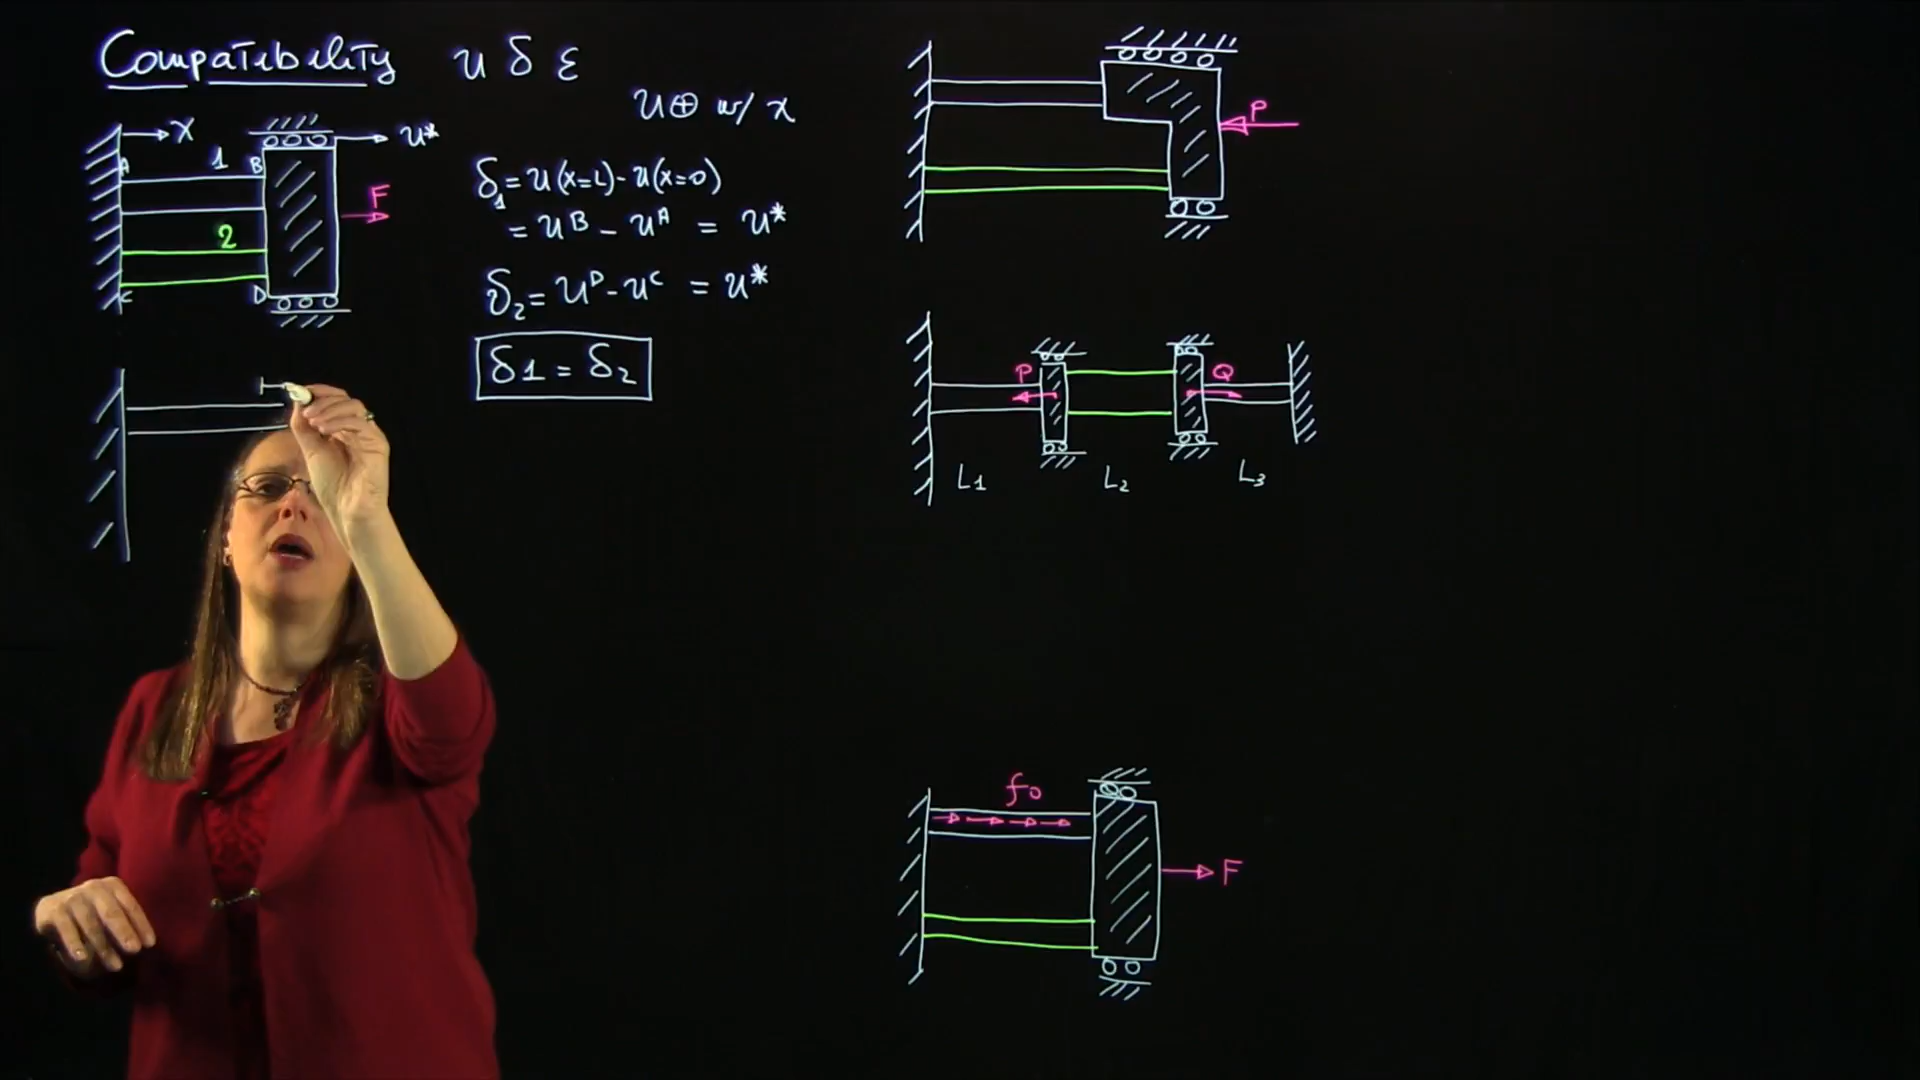 Compatibility u δ ε
u⊕ w/ x
x
u*
A 1 B
F
2
C D
δ₁ = u(x=L) - u(x=0)
= uᴮ - uᴬ = u*
δ₂ = uᴰ - uᶜ = u*
δ1 = δ₂
P
P Q
L₁ L₂ L₃
f₀
F